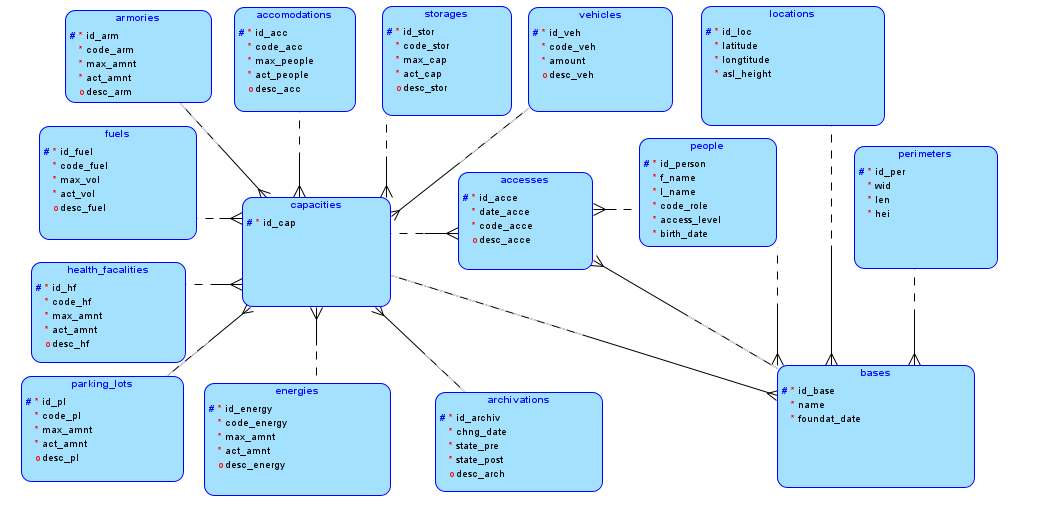 armories
# * id_arm
* code_arm
* max_amnt
* act_amnt
o desc_arm
accomodations
# * id_acc
* code_acc
* max_people
* act_people
o desc_acc
storages
# * id_stor
* code_stor
* max_cap
* act_cap
o desc_stor
vehicles
# * id_veh
* code_veh
* amount
o desc_veh
locations
# * id_loc
* latitude
* longtitude
* asl_height
fuels
# * id_fuel
* code_fuel
* max_vol
* act_vol
o desc_fuel
people
# * id_person
* f_name
* l_name
* code_role
* access_level
* birth_date
perimeters
# * id_per
* wid
* len
* hei
capacities
# * id_cap
accesses
# * id_acce
* date_acce
* code_acce
o desc_acce
health_facalities
# * id_hf
* code_hf
* max_amnt
* act_amnt
o desc_hf
parking_lots
# * id_pl
* code_pl
* max_amnt
* act_amnt
o desc_pl
energies
# * id_energy
* code_energy
* max_amnt
* act_amnt
o desc_energy
archivations
# * id_archiv
* chng_date
* state_pre
* state_post
o desc_arch
bases
# * id_base
* name
* foundat_date